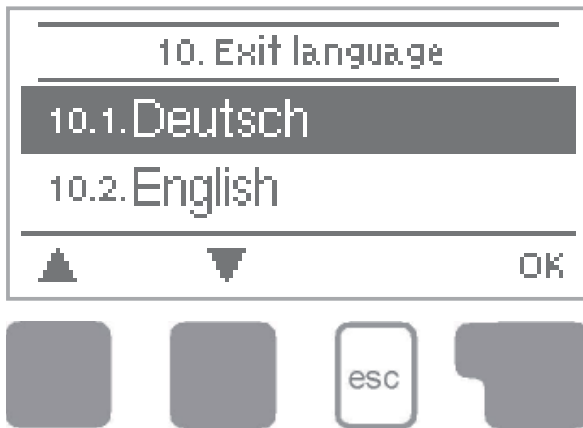 10. Exit language
10.1.Deutsch
10.2.English
OK
esc